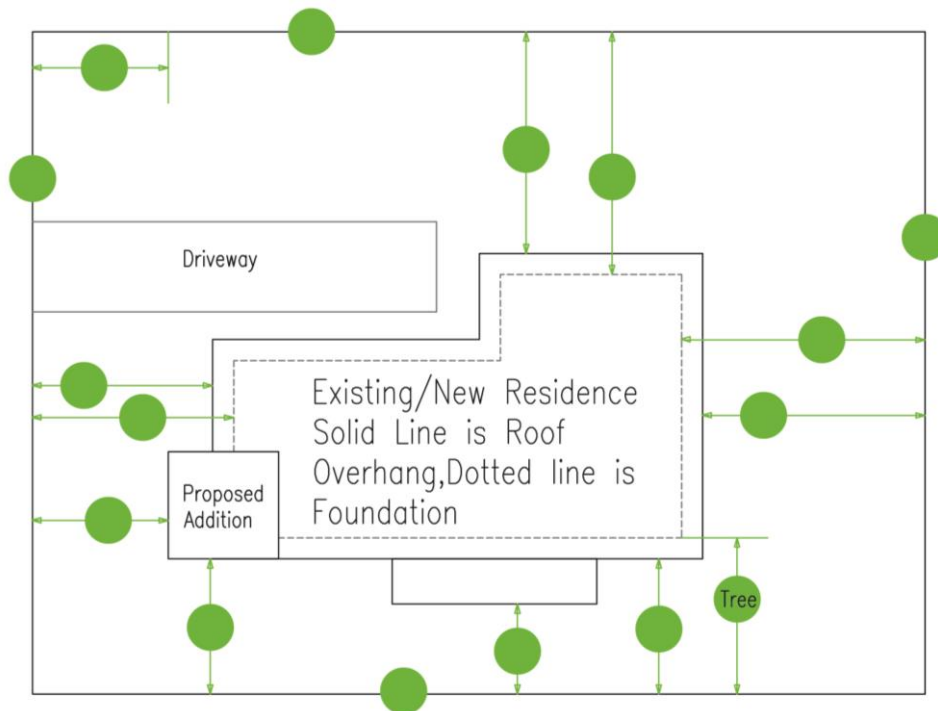 Driveway
Existing/New Residence
Solid Line is Roof
Overhang,Dotted line is
Foundation
Proposed
Addition
Tree